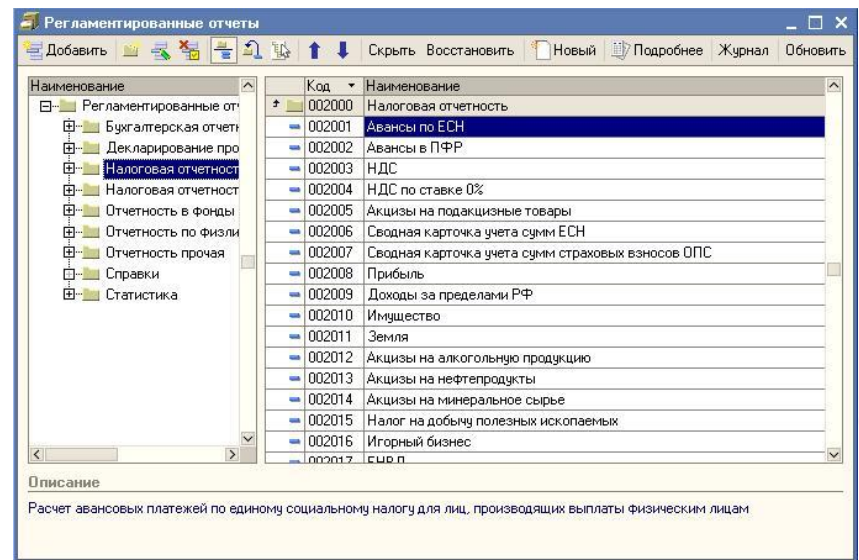 Регламентированные отчеты
Добавить Скрыть Восстановить Новый Подробнее Журнал Обновить
Наименование
Регламентированные от
Бухгалтерская отчетн
Декларирование про
Налоговая отчетност
Налоговая отчетност
Отчетность в фонды
Отчетность по физли
Отчетность прочая
Справки
Статистика
Код Наименование
002000 Налоговая отчетность
002001 Авансы по ЕСН
002002 Авансы в ПФР
002003 НДС
002004 НДС по ставке 0%
002005 Акцизы на подакцизные товары
002006 Сводная карточка учета сумм ЕСН
002007 Сводная карточка учета сумм страховых взносов ОПС
002008 Прибыль
002009 Доходы за пределами РФ
002010 Имущество
002011 Земля
002012 Акцизы на алкогольную продукцию
002013 Акцизы на нефтепродукты
002014 Акцизы на минеральное сырье
002015 Налог на добычу полезных ископаемых
002016 Игорный бизнес
002017 ЕНВД
Описание
Расчет авансовых платежей по единому социальному налогу для лиц, производящих выплаты физическим лицам